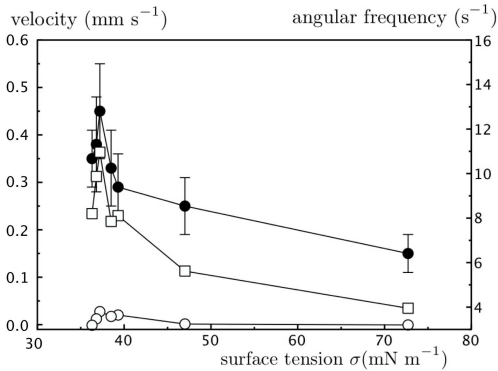 velocity (mm s⁻¹) angular frequency (s⁻¹)
0.6 16
0.5 14
0.4 12
0.3 10
0.2 8
0.1 6
0.0 4
30 40 50 60 70 80
surface tension σ(mN m⁻¹)